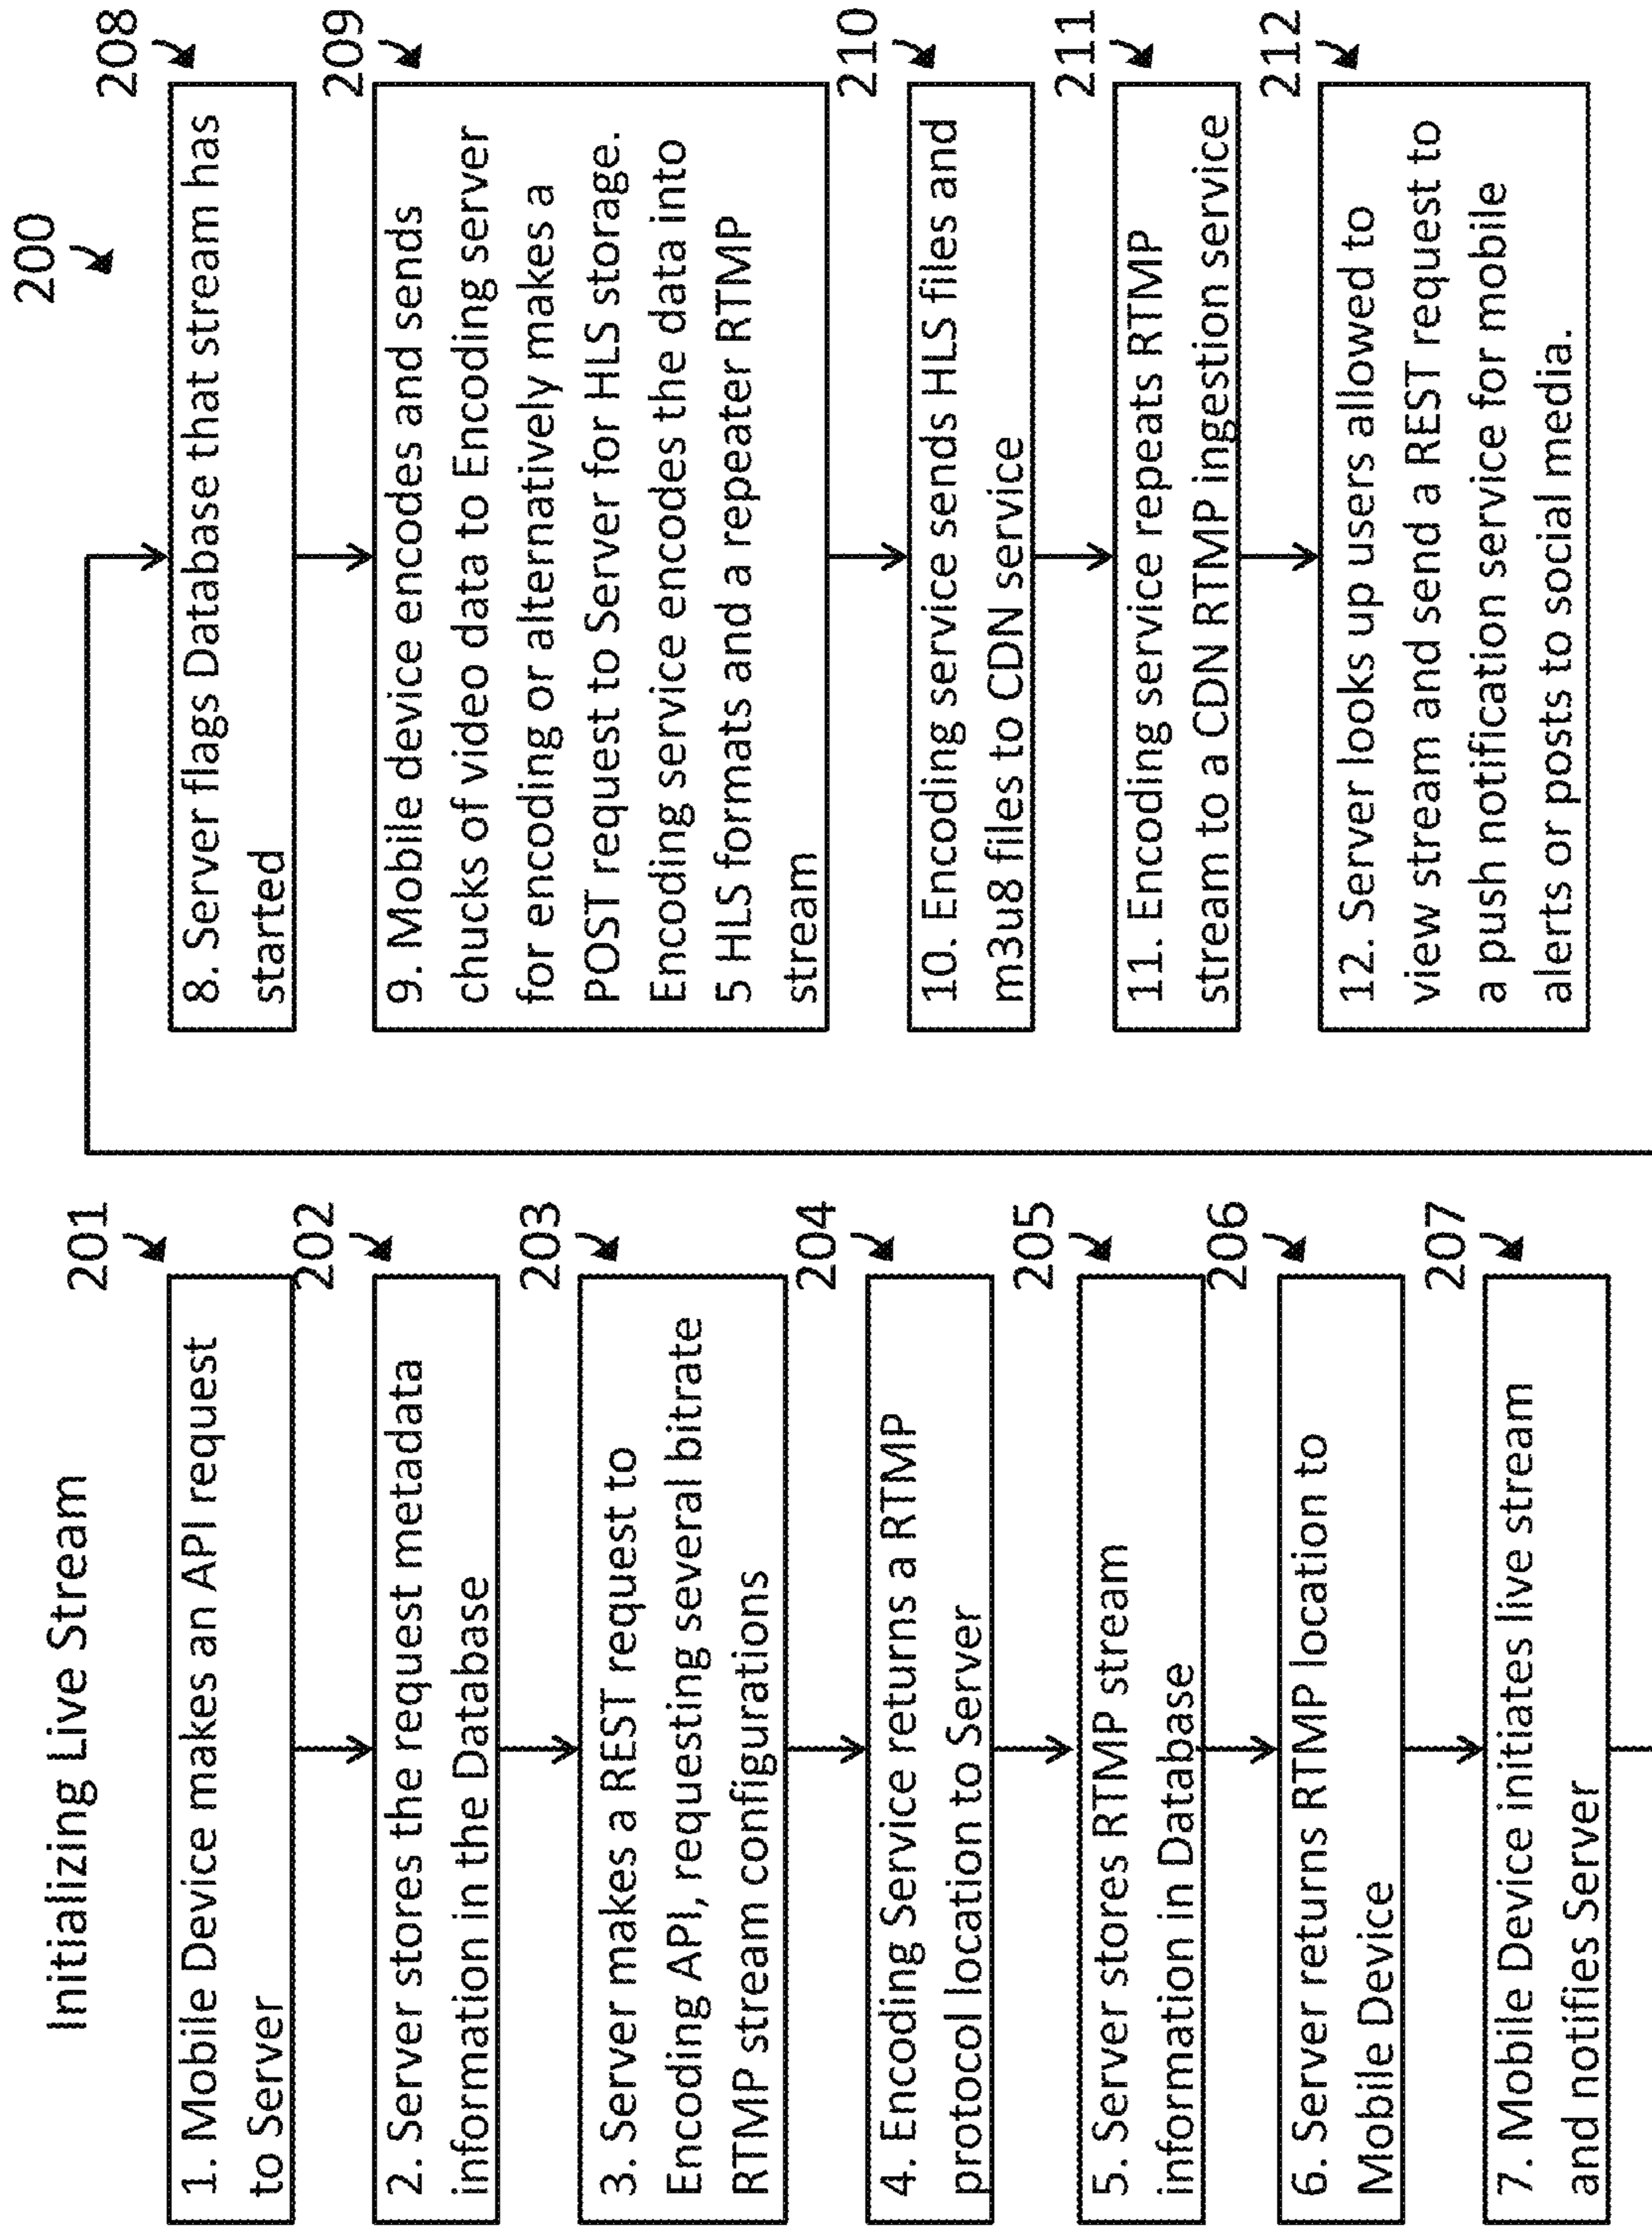 200
Initializing Live Stream
201
1. Mobile Device makes an API request
to Server
202
2. Server stores the request metadata
information in the Database
203
3. Server makes a REST request to
Encoding API, requesting several bitrate
RTMP stream configurations
204
4. Encoding Service returns a RTMP
protocol location to Server
205
5. Server stores RTMP stream
information in Database
206
6. Server returns RTMP location to
Mobile Device
207
7. Mobile Device initiates live stream
and notifies Server
208
8. Server flags Database that stream has
started
209
9. Mobile device encodes and sends
chucks of video data to Encoding server
for encoding or alternatively makes a
POST request to Server for HLS storage.
Encoding service encodes the data into
5 HLS formats and a repeater RTMP
stream
210
10. Encoding service sends HLS files and
m3u8 files to CDN service
211
11. Encoding service repeats RTMP
stream to a CDN RTMP ingestion service
212
12. Server looks up users allowed to
view stream and send a REST request to
a push notification service for mobile
alerts or posts to social media.